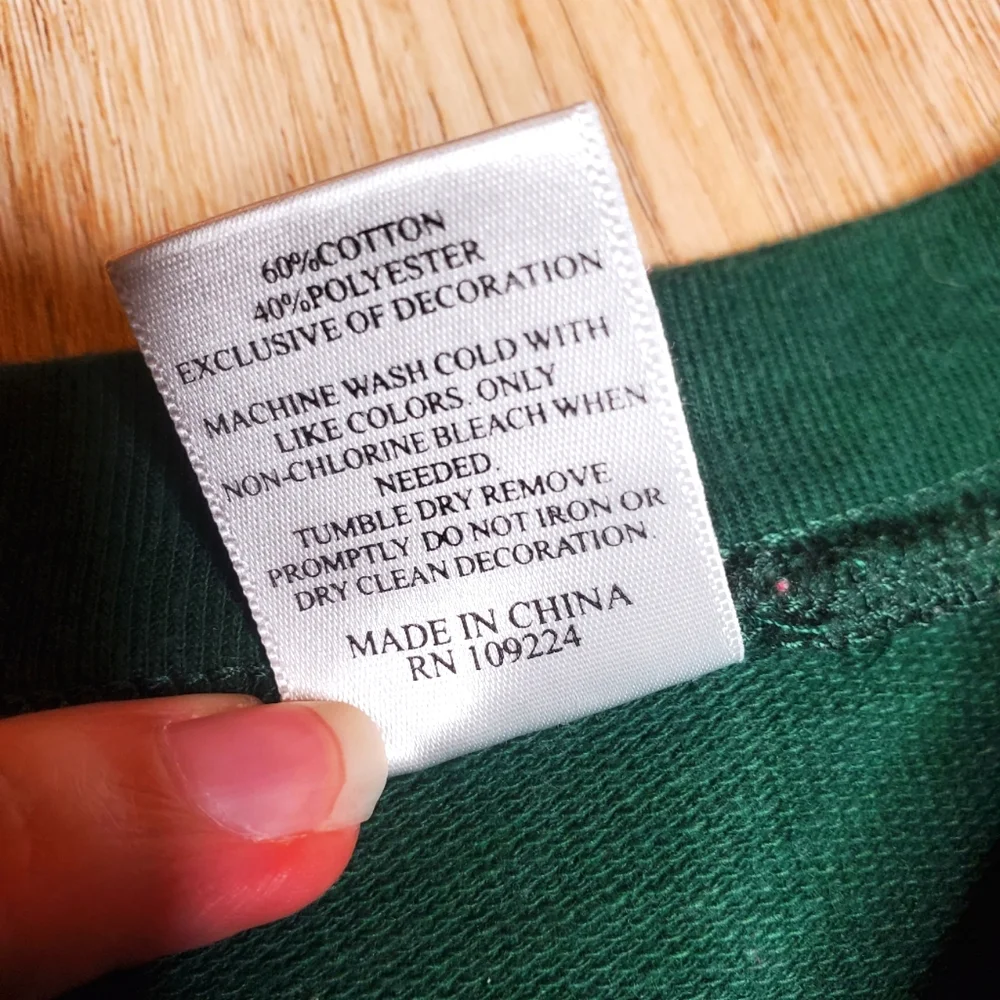 60%COTTON
40%POLYESTER
EXCLUSIVE OF DECORATION
MACHINE WASH COLD WITH
LIKE COLORS. ONLY
NON-CHLORINE BLEACH WHEN
NEEDED.
TUMBLE DRY REMOVE
PROMPTLY DO NOT IRON OR
DRY CLEAN DECORATION
MADE IN CHINA
RN 109224